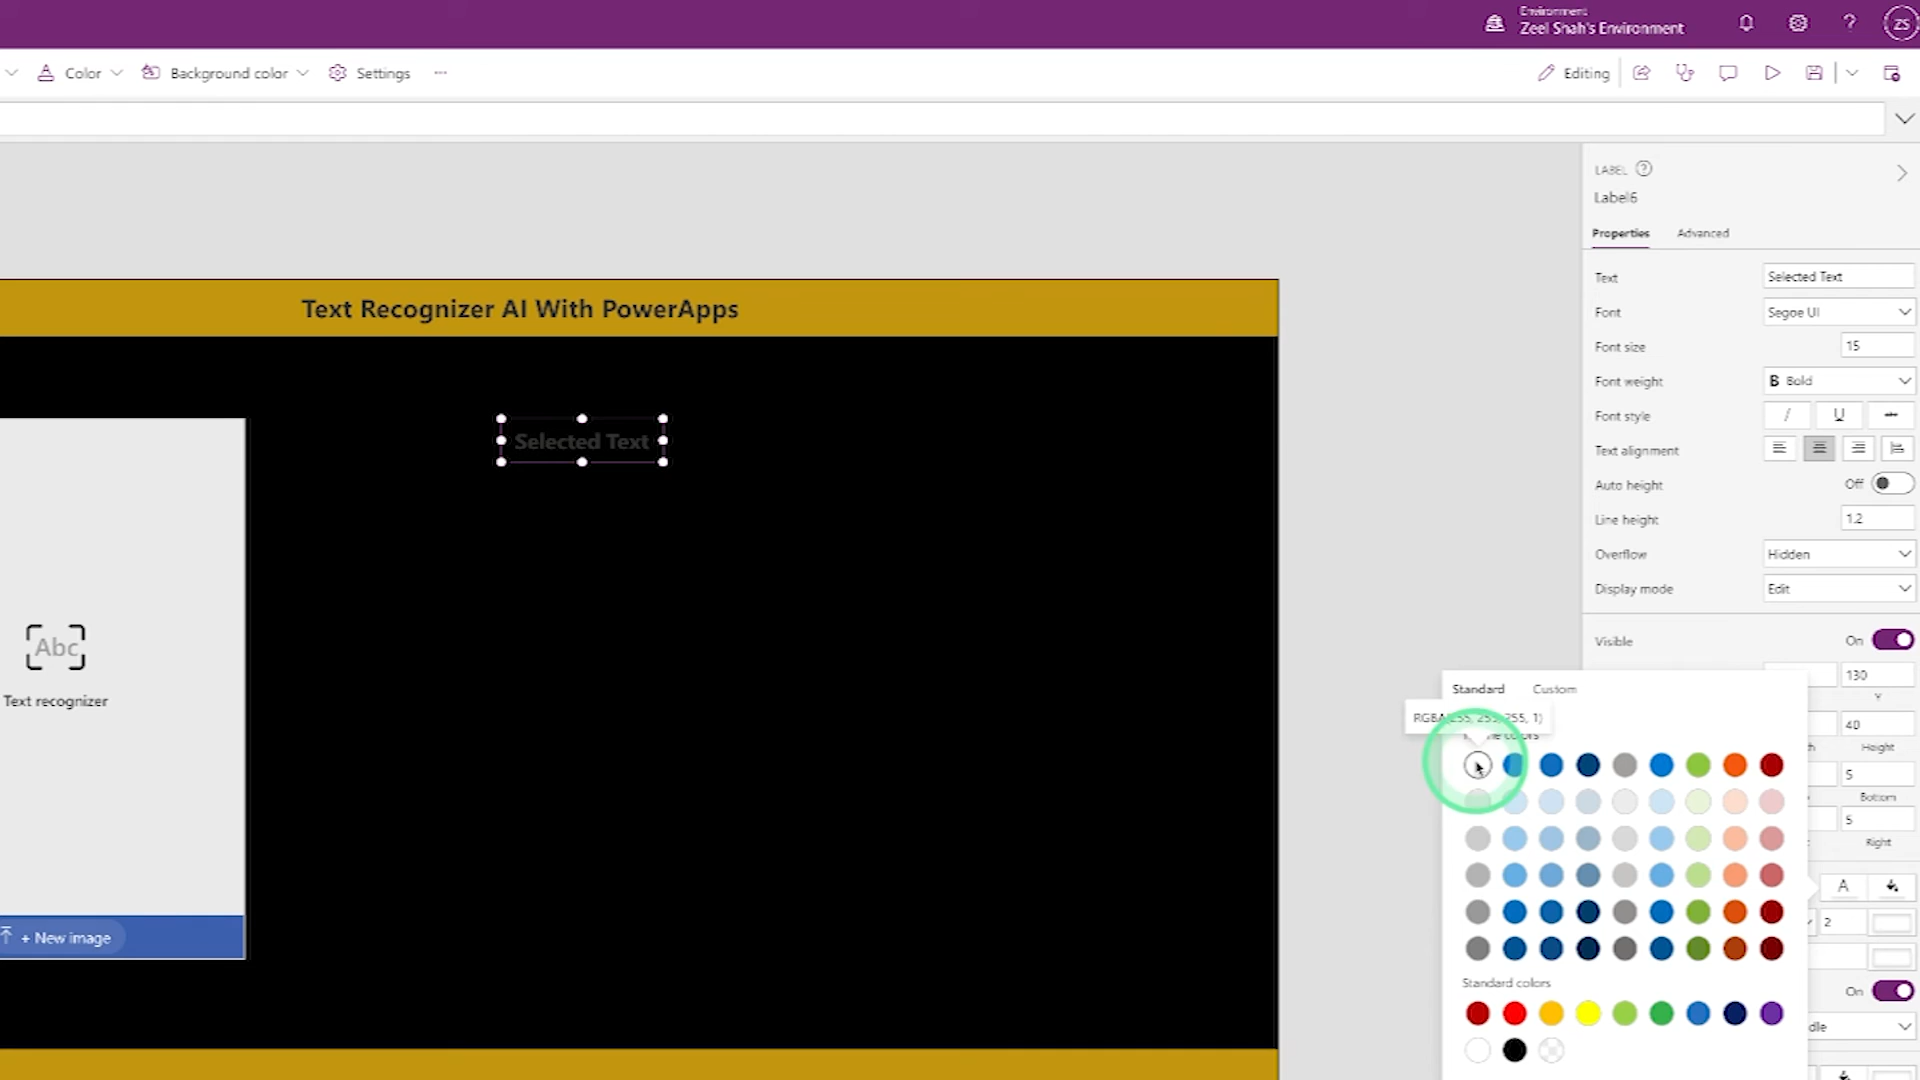 Environment
Zeel Shah's Environment
ZS
Color
Background color
Settings
Editing
LABEL
Label6
Properties
Advanced
Text
Selected Text
Font
Segoe UI
Font size
15
Font weight
B Bold
Font style
/ U
Text alignment
Auto height
Off
Line height
1.2
Overflow
Hidden
Display mode
Edit
Visible
On
130
Y
40
Height
5
Bottom
5
Right
A
2
On
Text Recognizer AI With PowerApps
Selected Text
Abc
Text recognizer
+ New image
Standard
Custom
Standard colors